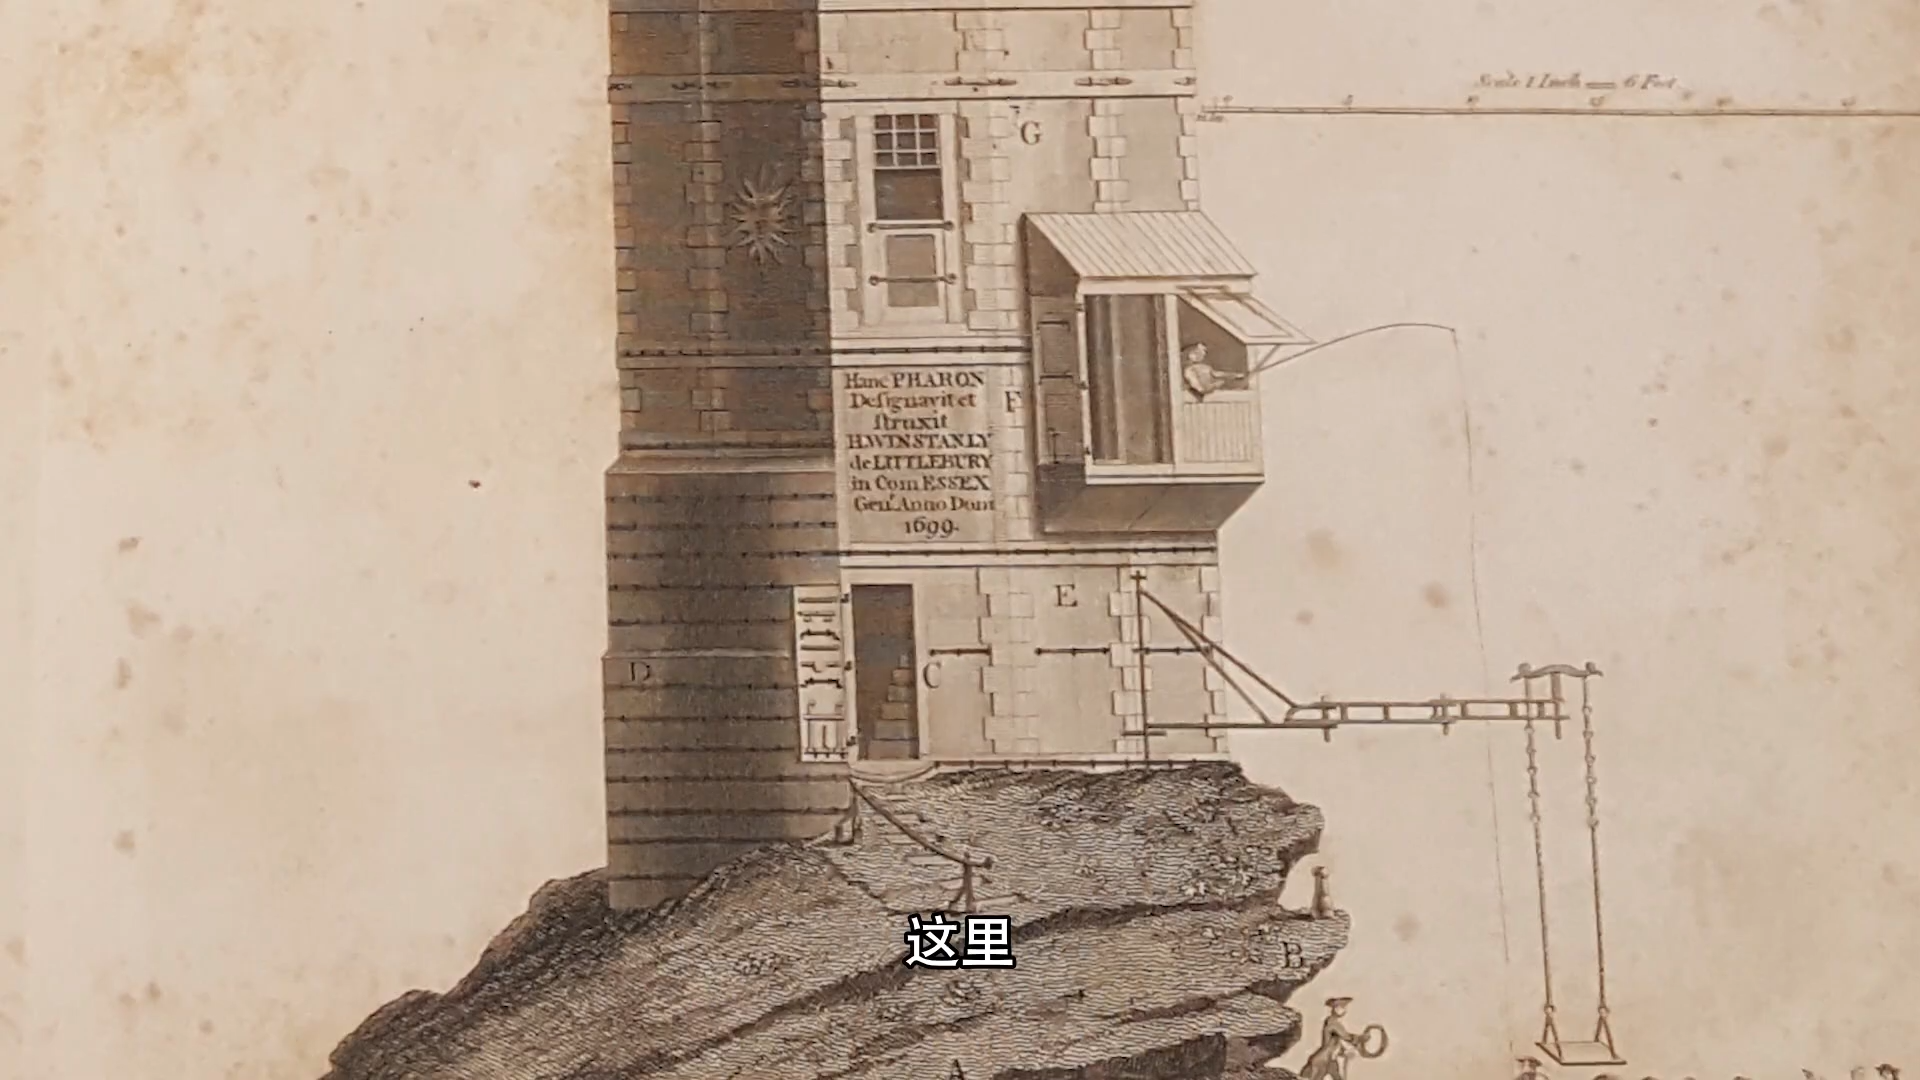 Scale 1 Inch = 6 Feet
G
Hanc PHARON
Deſignavit et
ſtruxit
H.WINSTANLY
de LITTLEBURY
in Com ESSEX
Genᵗ. Anno Dom
1699.
F
E
D
C
这里
B
A